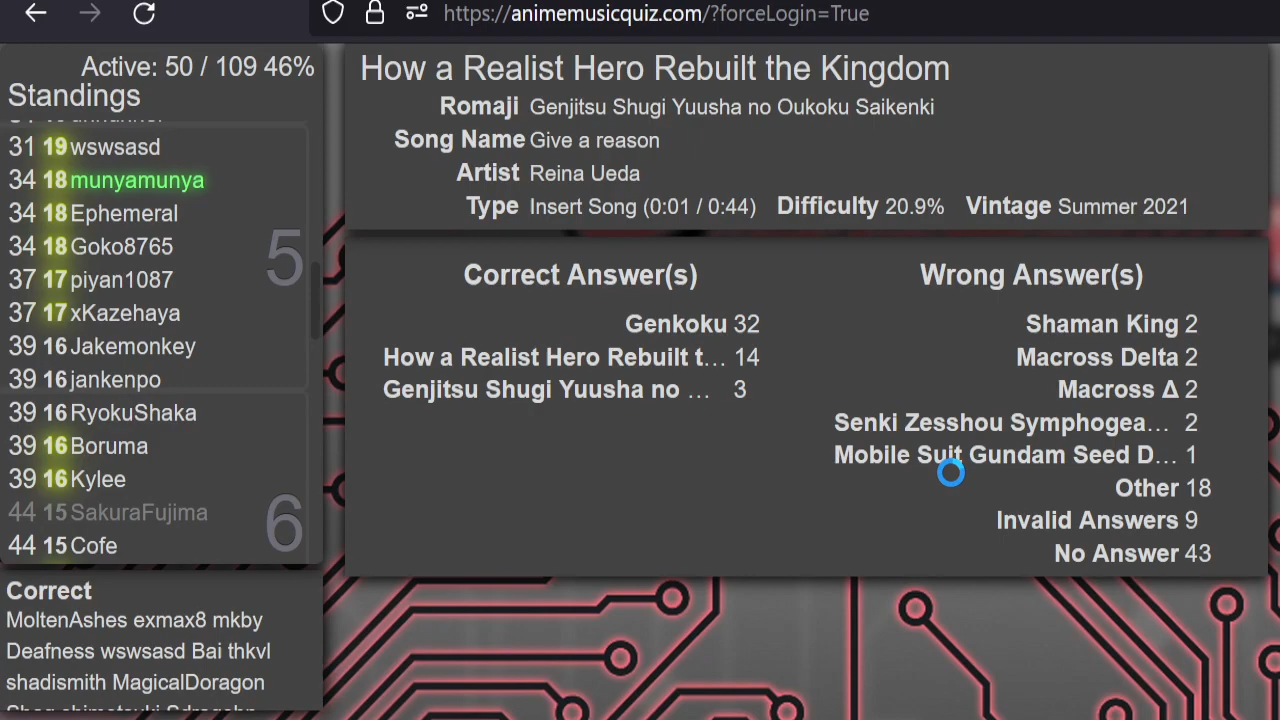 https://animemusicquiz.com/?forceLogin=True
Active: 50 / 109 46%
Standings
31 19 wswsasd
34 18 munyamunya
34 18 Ephemeral
34 18 Goko8765
5
37 17 piyan1087
37 17 xKazehaya
39 16 Jakemonkey
39 16 jankenpo
39 16 RyokuShaka
39 16 Boruma
39 16 Kylee
44 15 SakuraFujima
6
44 15 Cofe
Correct
MoltenAshes exmax8 mkby
Deafness wswsasd Bai thkvl
shadismith MagicalDoragon
How a Realist Hero Rebuilt the Kingdom
Romaji Genjitsu Shugi Yuusha no Oukoku Saikenki
Song Name Give a reason
Artist Reina Ueda
Type Insert Song (0:01 / 0:44) Difficulty 20.9% Vintage Summer 2021
Correct Answer(s)
Genkoku 32
How a Realist Hero Rebuilt t... 14
Genjitsu Shugi Yuusha no ... 3
Wrong Answer(s)
Shaman King 2
Macross Delta 2
Macross Δ 2
Senki Zesshou Symphogea... 2
Mobile Suit Gundam Seed D... 1
Other 18
Invalid Answers 9
No Answer 43